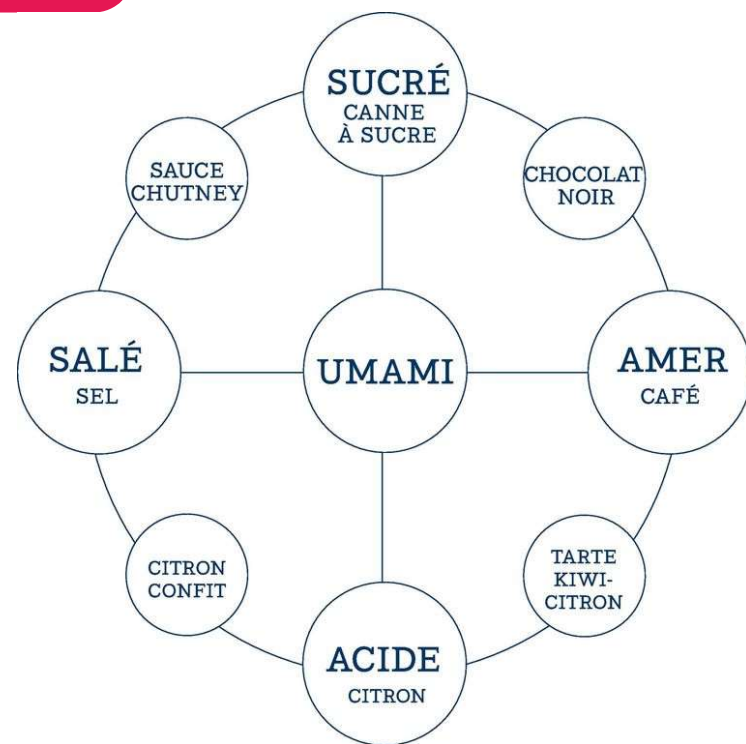 SUCRÉ
CANNE
À SUCRE
SAUCE
CHUTNEY
CHOCOLAT
NOIR
SALÉ
SEL
UMAMI
AMER
CAFÉ
CITRON
CONFIT
TARTE
KIWI-
CITRON
ACIDE
CITRON